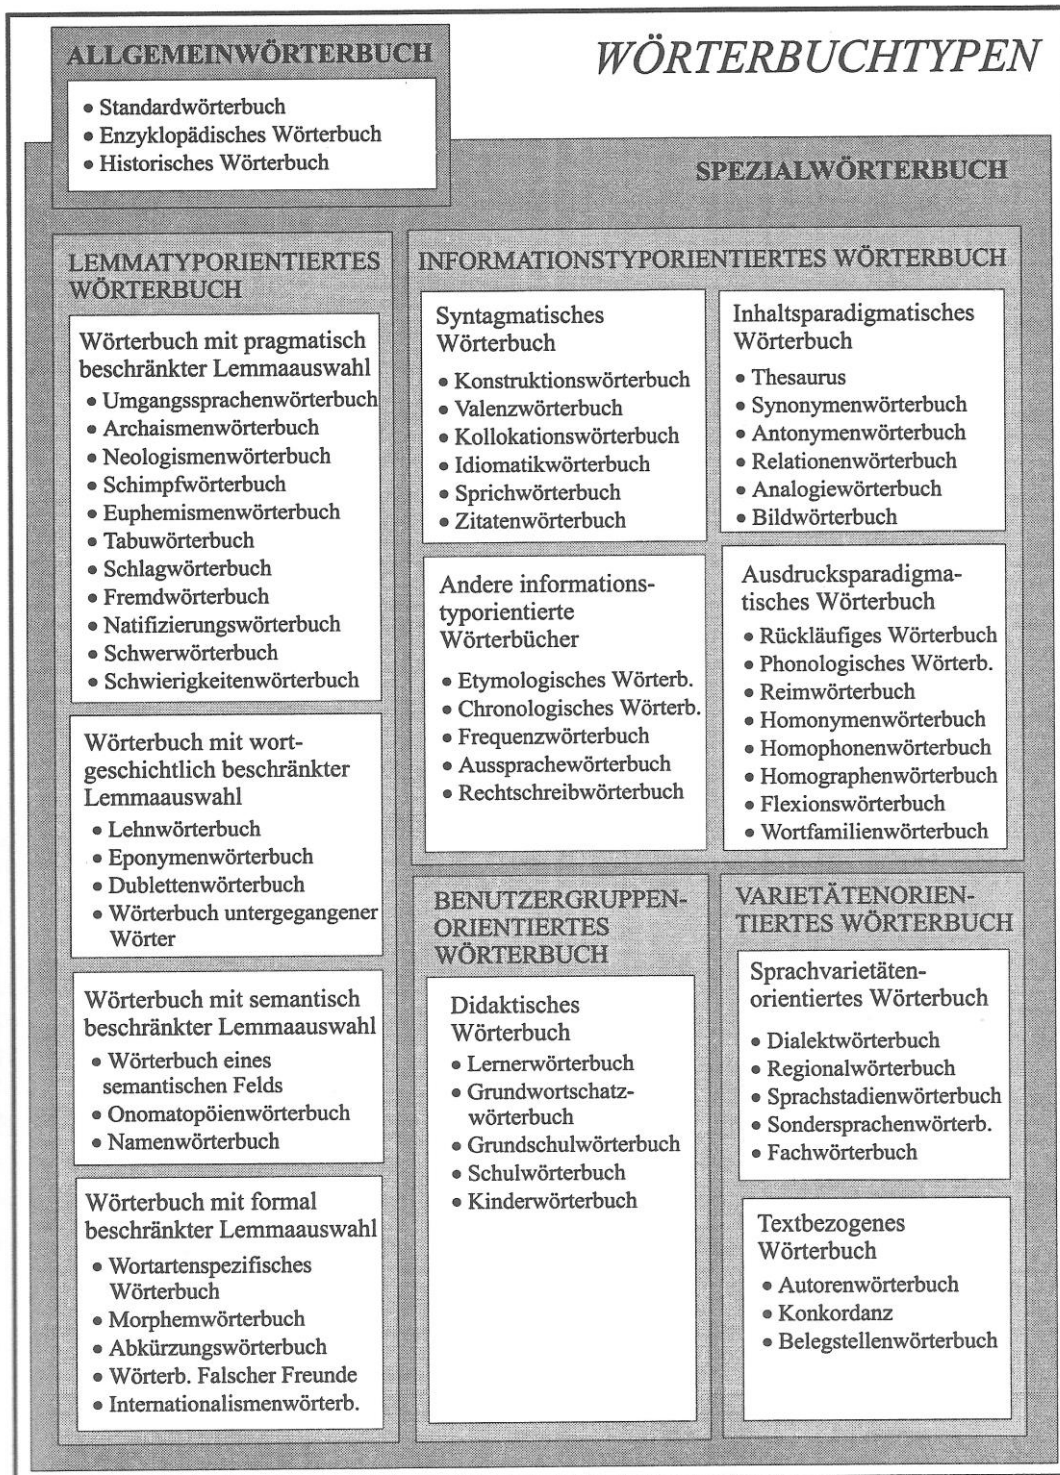 WÖRTERBUCHTYPEN
ALLGEMEINWÖRTERBUCH
• Standardwörterbuch
• Enzyklopädisches Wörterbuch
• Historisches Wörterbuch
SPEZIALWÖRTERBUCH
LEMMATYPORIENTIERTES
WÖRTERBUCH
Wörterbuch mit pragmatisch
beschränkter Lemmaauswahl
• Umgangssprachenwörterbuch
• Archaismenwörterbuch
• Neologismenwörterbuch
• Schimpfwörterbuch
• Euphemismenwörterbuch
• Tabuwörterbuch
• Schlagwörterbuch
• Fremdwörterbuch
• Natifizierungswörterbuch
• Schwerwörterbuch
• Schwierigkeitenwörterbuch
Wörterbuch mit wort-
geschichtlich beschränkter
Lemmaauswahl
• Lehnwörterbuch
• Eponymenwörterbuch
• Dublettenwörterbuch
• Wörterbuch untergegangener
Wörter
Wörterbuch mit semantisch
beschränkter Lemmaauswahl
• Wörterbuch eines
semantischen Felds
• Onomatopöienwörterbuch
• Namenwörterbuch
Wörterbuch mit formal
beschränkter Lemmaauswahl
• Wortartenspezifisches
Wörterbuch
• Morphemwörterbuch
• Abkürzungswörterbuch
• Wörterb. Falscher Freunde
• Internationalismenwörterb.
INFORMATIONSTYPORIENTIERTES WÖRTERBUCH
Syntagmatisches
Wörterbuch
• Konstruktionswörterbuch
• Valenzwörterbuch
• Kollokationswörterbuch
• Idiomatikwörterbuch
• Sprichwörterbuch
• Zitatenwörterbuch
Inhaltsparadigmatisches
Wörterbuch
• Thesaurus
• Synonymenwörterbuch
• Antonymenwörterbuch
• Relationenwörterbuch
• Analogiewörterbuch
• Bildwörterbuch
Andere informations-
typorientierte
Wörterbücher
• Etymologisches Wörterb.
• Chronologisches Wörterb.
• Frequenzwörterbuch
• Aussprachewörterbuch
• Rechtschreibwörterbuch
Ausdrucksparadigma-
tisches Wörterbuch
• Rückläufiges Wörterbuch
• Phonologisches Wörterb.
• Reimwörterbuch
• Homonymenwörterbuch
• Homophonenwörterbuch
• Homographenwörterbuch
• Flexionswörterbuch
• Wortfamilienwörterbuch
BENUTZERGRUPPEN-
ORIENTIERTES
WÖRTERBUCH
Didaktisches
Wörterbuch
• Lernerwörterbuch
• Grundwortschatz-
wörterbuch
• Grundschulwörterbuch
• Schulwörterbuch
• Kinderwörterbuch
VARIETÄTENORIEN-
TIERTES WÖRTERBUCH
Sprachvarietäten-
orientiertes Wörterbuch
• Dialektwörterbuch
• Regionalwörterbuch
• Sprachstadienwörterbuch
• Sondersprachenwörterb.
• Fachwörterbuch
Textbezogenes
Wörterbuch
• Autorenwörterbuch
• Konkordanz
• Belegstellenwörterbuch